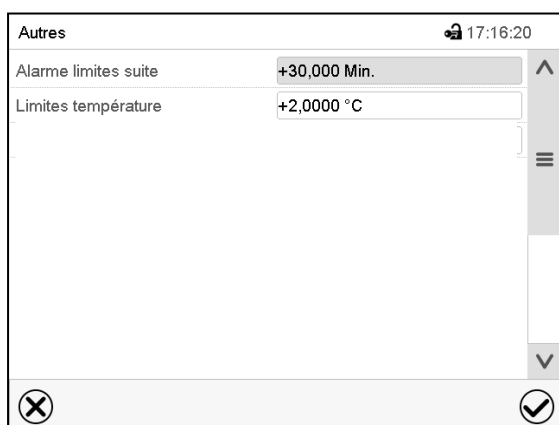 Autres 17:16:20
Alarme limites suite +30,000 Min.
Limites température +2,0000 °C